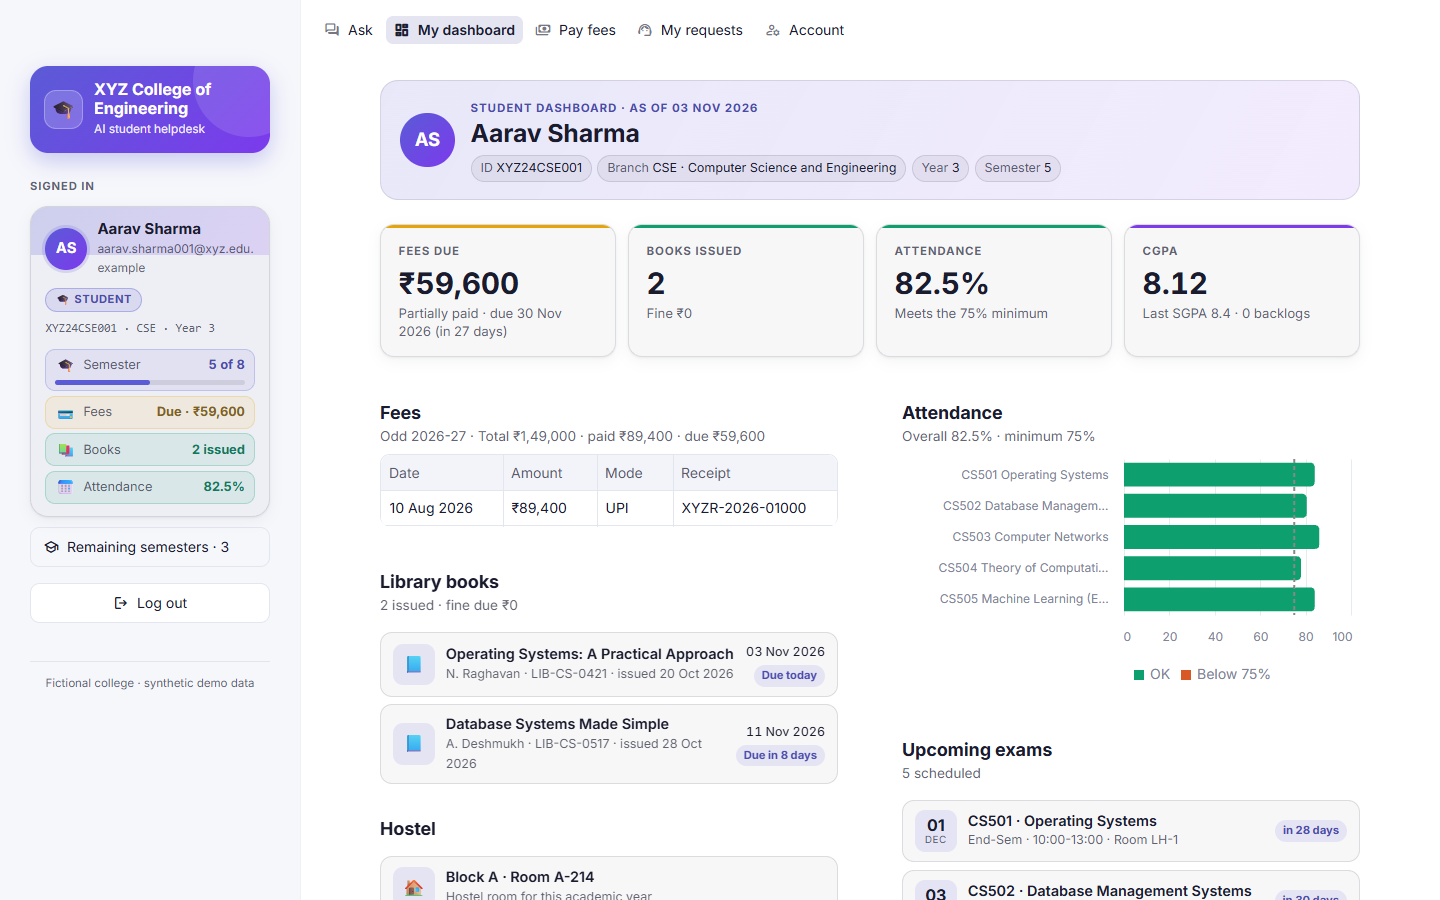 Ask
My dashboard
Pay fees
My requests
Account
XYZ College of
Engineering
AI student helpdesk
SIGNED IN
AS
Aarav Sharma
aarav.sharma001@xyz.edu.
example
STUDENT
XYZ24CSE001 · CSE · Year 3
Semester 5 of 8
Fees Due · ₹59,600
Books 2 issued
Attendance 82.5%
Remaining semesters · 3
Log out
Fictional college · synthetic demo data
AS
STUDENT DASHBOARD · AS OF 03 NOV 2026
Aarav Sharma
ID XYZ24CSE001 Branch CSE · Computer Science and Engineering Year 3 Semester 5
FEES DUE
₹59,600
Partially paid · due 30 Nov
2026 (in 27 days)
BOOKS ISSUED
2
Fine ₹0
ATTENDANCE
82.5%
Meets the 75% minimum
CGPA
8.12
Last SGPA 8.4 · 0 backlogs
Fees
Odd 2026-27 · Total ₹1,49,000 · paid ₹89,400 · due ₹59,600
Date Amount Mode Receipt
10 Aug 2026 ₹89,400 UPI XYZR-2026-01000
Library books
2 issued · fine due ₹0
Operating Systems: A Practical Approach
N. Raghavan · LIB-CS-0421 · issued 20 Oct 2026
03 Nov 2026
Due today
Database Systems Made Simple
A. Deshmukh · LIB-CS-0517 · issued 28 Oct
2026
11 Nov 2026
Due in 8 days
Hostel
Block A · Room A-214
Hostel room for this academic year
Attendance
Overall 82.5% · minimum 75%
CS501 Operating Systems
CS502 Database Managem...
CS503 Computer Networks
CS504 Theory of Computati...
CS505 Machine Learning (E...
0 20 40 60 80 100
OK Below 75%
Upcoming exams
5 scheduled
01
DEC
CS501 · Operating Systems
End-Sem · 10:00-13:00 · Room LH-1
in 28 days
03
CS502 · Database Management Systems
in 30 days